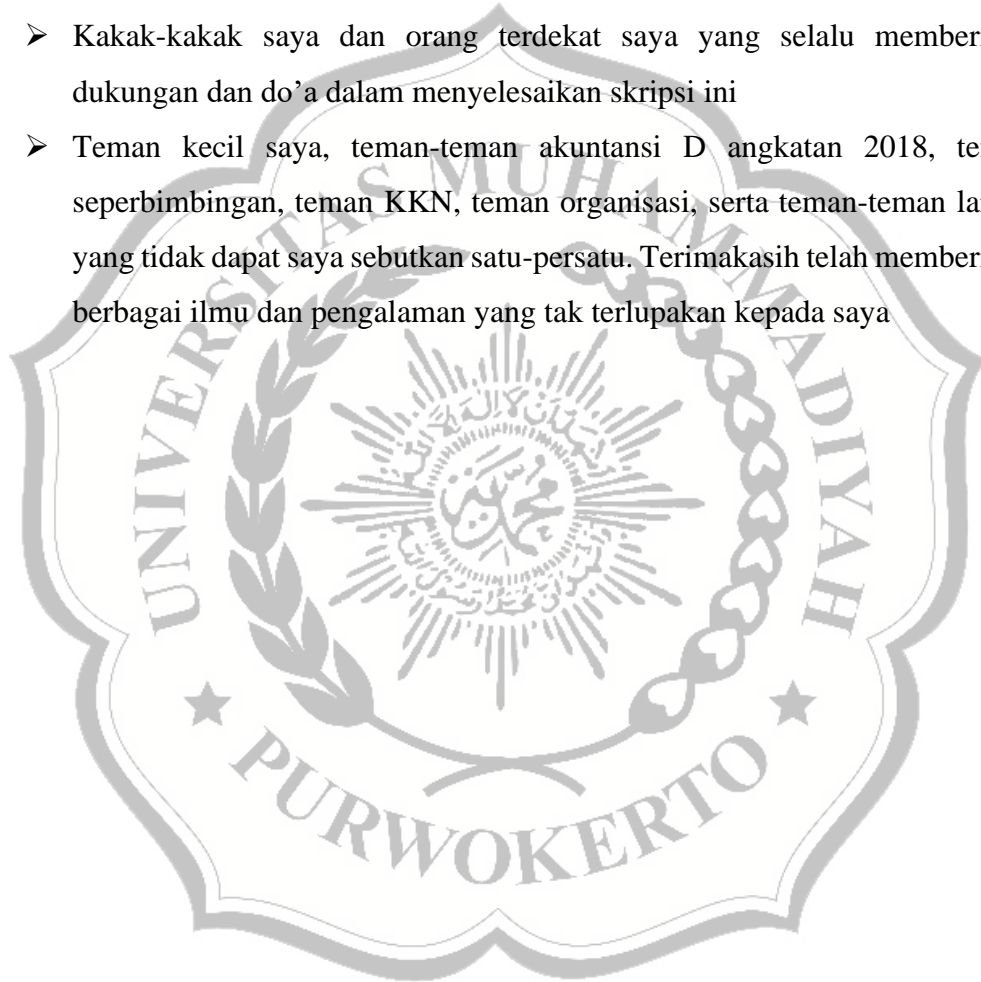 ➢ Kakak-kakak saya dan orang terdekat saya yang selalu member
dukungan dan do’a dalam menyelesaikan skripsi ini
➢ Teman kecil saya, teman-teman akuntansi D angkatan 2018, te
seperbimbingan, teman KKN, teman organisasi, serta teman-teman la
yang tidak dapat saya sebutkan satu-persatu. Terimakasih telah member
berbagai ilmu dan pengalaman yang tak terlupakan kepada saya
UNIVERSITAS MUHAMMADIYAH
PURWOKERTO